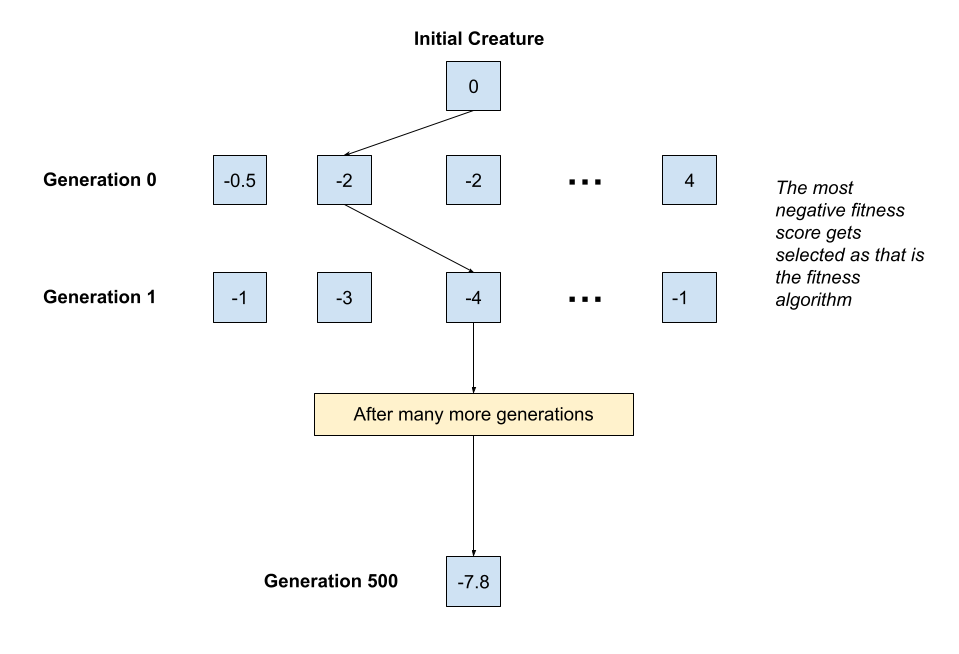 Initial Creature
0
Generation 0
-0.5
-2
-2
...
4
The most
negative fitness
score gets
selected as that is
the fitness
algorithm
Generation 1
-1
-3
-4
...
-1
After many more generations
Generation 500
-7.8